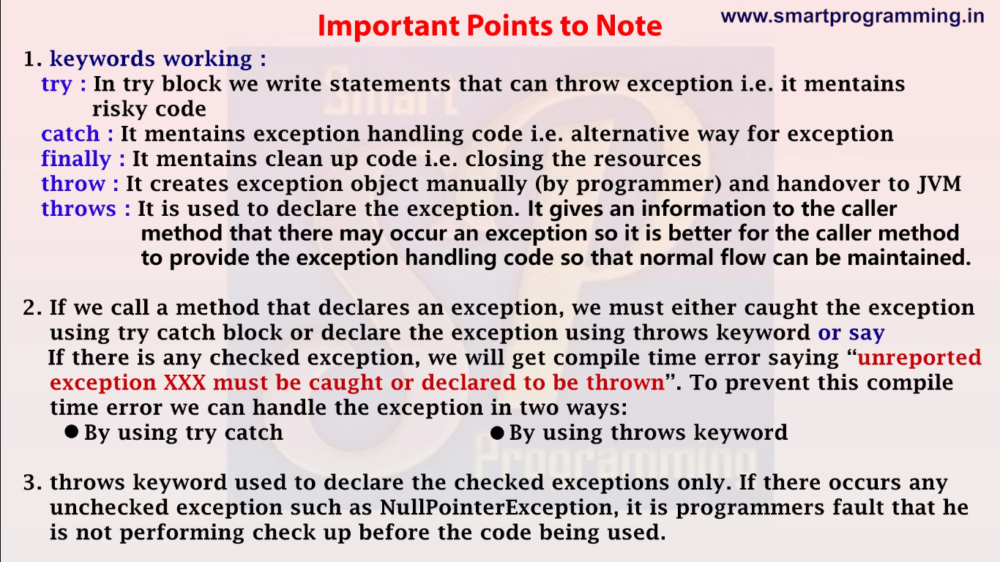 Important Points to Note
www.smartprogramming.in
1. keywords working :
try : In try block we write statements that can throw exception i.e. it mentains
risky code
catch : It mentains exception handling code i.e. alternative way for exception
finally : It mentains clean up code i.e. closing the resources
throw : It creates exception object manually (by programmer) and handover to JVM
throws : It is used to declare the exception. It gives an information to the caller
method that there may occur an exception so it is better for the caller method
to provide the exception handling code so that normal flow can be maintained.
2. If we call a method that declares an exception, we must either caught the exception
using try catch block or declare the exception using throws keyword or say
If there is any checked exception, we will get compile time error saying “unreported
exception XXX must be caught or declared to be thrown”. To prevent this compile
time error we can handle the exception in two ways:
● By using try catch ● By using throws keyword
3. throws keyword used to declare the checked exceptions only. If there occurs any
unchecked exception such as NullPointerException, it is programmers fault that he
is not performing check up before the code being used.
Smart
SP
Programming